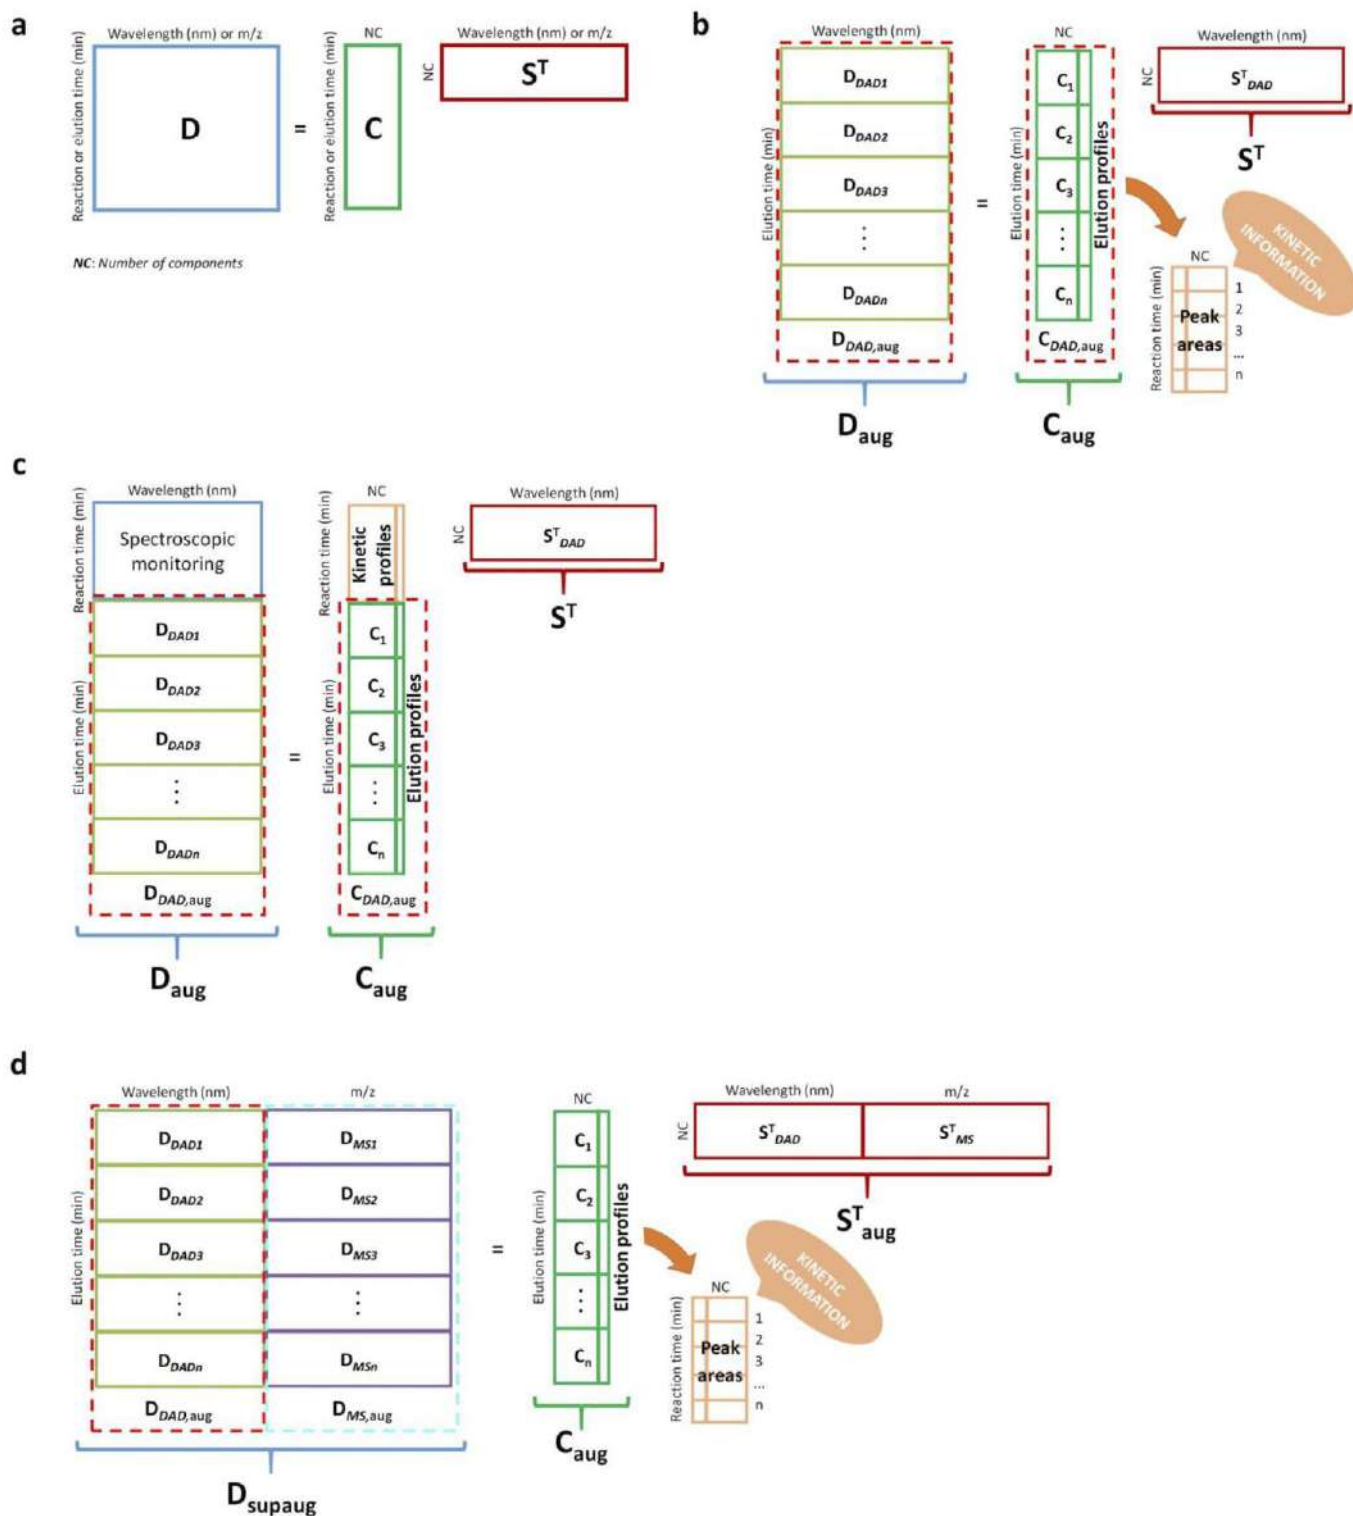 a
Wavelength (nm) or m/z
NC
Wavelength (nm) or m/z
Reaction or elution time (min)
D
=
Reaction or elution time (min)
C
NC
Sᵀ
NC: Number of components
b
Wavelength (nm)
NC
Wavelength (nm)
Elution time (min)
D_DAD1
D_DAD2
D_DAD3
⋮
D_DADn
D_DAD,aug
D_aug
=
Elution time (min)
C₁
C₂
C₃
⋮
Cₙ
Elution profiles
C_DAD,aug
C_aug
NC
Sᵀ_DAD
Sᵀ
KINETIC
INFORMATION
NC
Reaction time (min)
Peak
areas
1
2
3
...
n
c
Wavelength (nm)
NC
Wavelength (nm)
Reaction time (min)
Spectroscopic
monitoring
Elution time (min)
D_DAD1
D_DAD2
D_DAD3
⋮
D_DADn
D_DAD,aug
D_aug
=
Reaction time (min)
Kinetic
profiles
Elution time (min)
C₁
C₂
C₃
⋮
Cₙ
Elution profiles
C_DAD,aug
C_aug
NC
Sᵀ_DAD
Sᵀ
d
Wavelength (nm)
m/z
NC
Wavelength (nm)
m/z
Elution time (min)
D_DAD1
D_MS1
D_DAD2
D_MS2
D_DAD3
D_MS3
⋮
⋮
D_DADn
D_MSn
D_DAD,aug
D_MS,aug
D_supaug
=
Elution time (min)
C₁
C₂
C₃
⋮
Cₙ
Elution profiles
C_aug
NC
Sᵀ_DAD
Sᵀ_MS
Sᵀ_aug
KINETIC
INFORMATION
NC
Reaction time (min)
Peak
areas
1
2
3
...
n